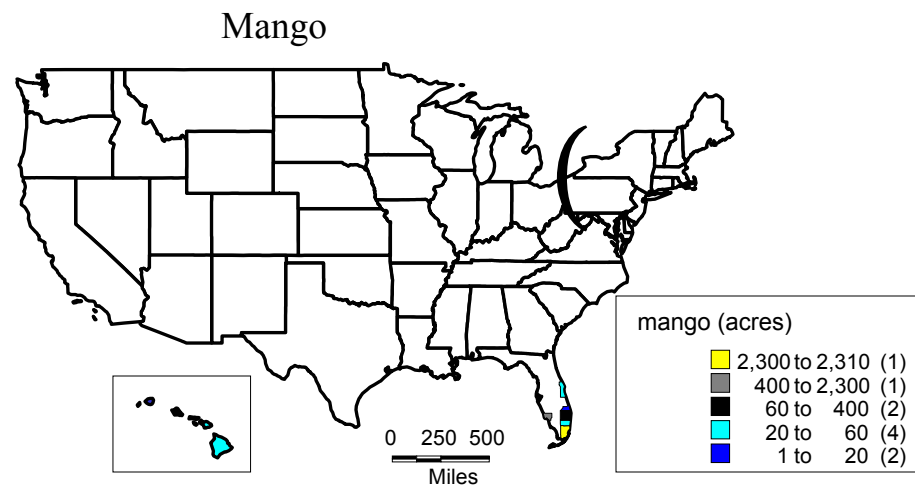 Mango
mango (acres)
2,300 to 2,310 (1)
400 to 2,300 (1)
60 to 400 (2)
20 to 60 (4)
1 to 20 (2)
0 250 500
Miles